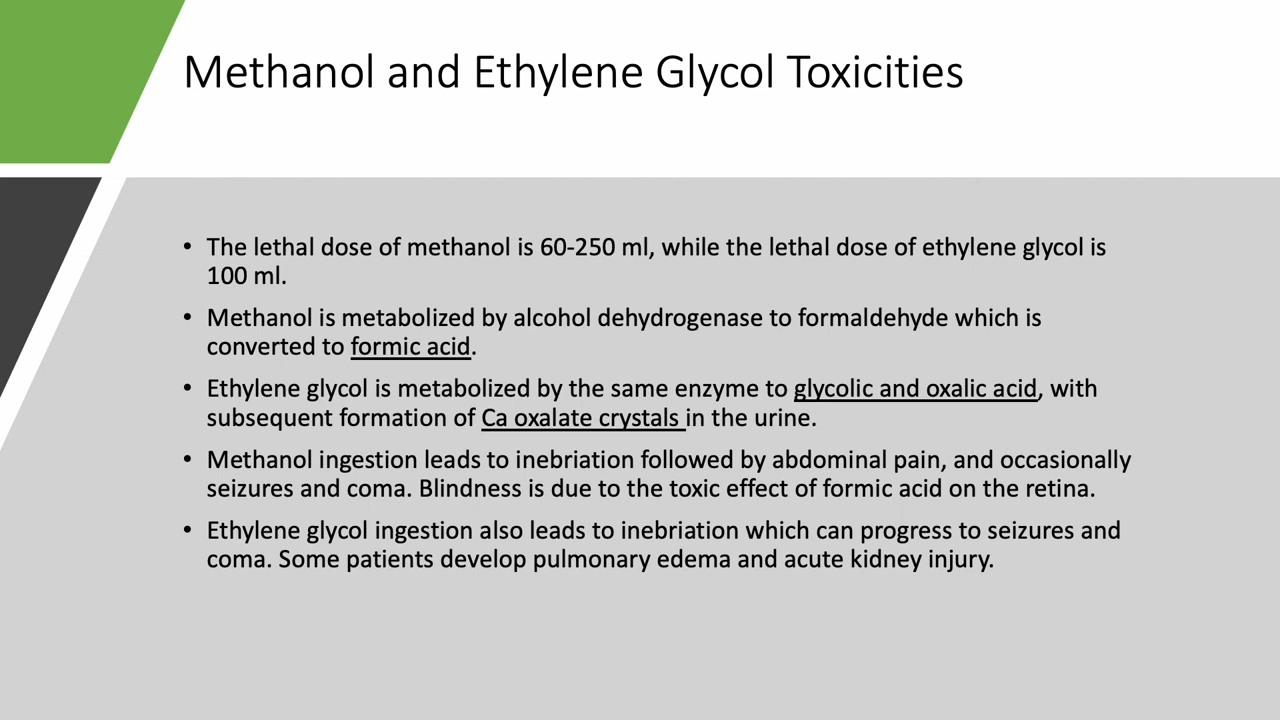 Methanol and Ethylene Glycol Toxicities
• The lethal dose of methanol is 60-250 ml, while the lethal dose of ethylene glycol is
100 ml.
• Methanol is metabolized by alcohol dehydrogenase to formaldehyde which is
converted to formic acid.
• Ethylene glycol is metabolized by the same enzyme to glycolic and oxalic acid, with
subsequent formation of Ca oxalate crystals in the urine.
• Methanol ingestion leads to inebriation followed by abdominal pain, and occasionally
seizures and coma. Blindness is due to the toxic effect of formic acid on the retina.
• Ethylene glycol ingestion also leads to inebriation which can progress to seizures and
coma. Some patients develop pulmonary edema and acute kidney injury.